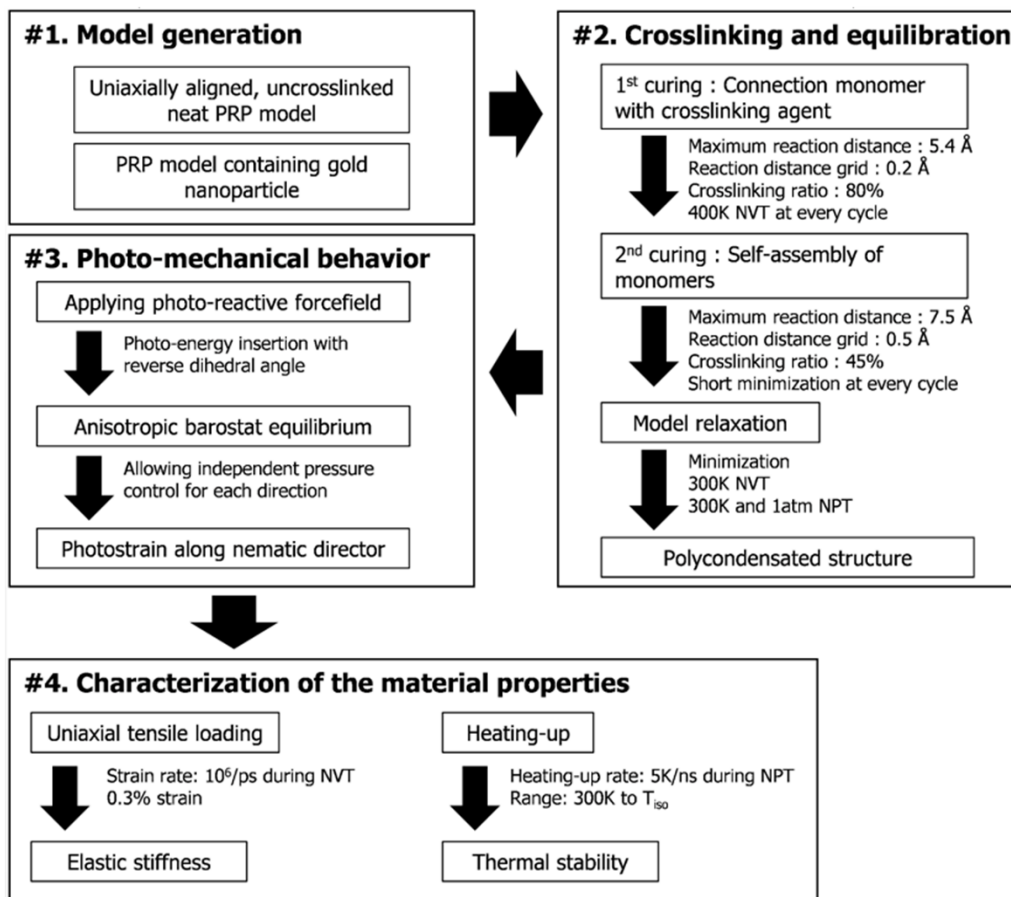 #1. Model generation
Uniaxially aligned, uncrosslinked
neat PRP model
PRP model containing gold
nanoparticle
#2. Crosslinking and equilibration
1st curing : Connection monomer
with crosslinking agent
Maximum reaction distance : 5.4 Å
Reaction distance grid : 0.2 Å
Crosslinking ratio : 80%
400K NVT at every cycle
2nd curing : Self-assembly of
monomers
Maximum reaction distance : 7.5 Å
Reaction distance grid : 0.5 Å
Crosslinking ratio : 45%
Short minimization at every cycle
Model relaxation
Minimization
300K NVT
300K and 1atm NPT
Polycondensated structure
#3. Photo-mechanical behavior
Applying photo-reactive forcefield
Photo-energy insertion with
reverse dihedral angle
Anisotropic barostat equilibrium
Allowing independent pressure
control for each direction
Photostrain along nematic director
#4. Characterization of the material properties
Uniaxial tensile loading
Strain rate: 10⁶/ps during NVT
0.3% strain
Elastic stiffness
Heating-up
Heating-up rate: 5K/ns during NPT
Range: 300K to Tiso
Thermal stability